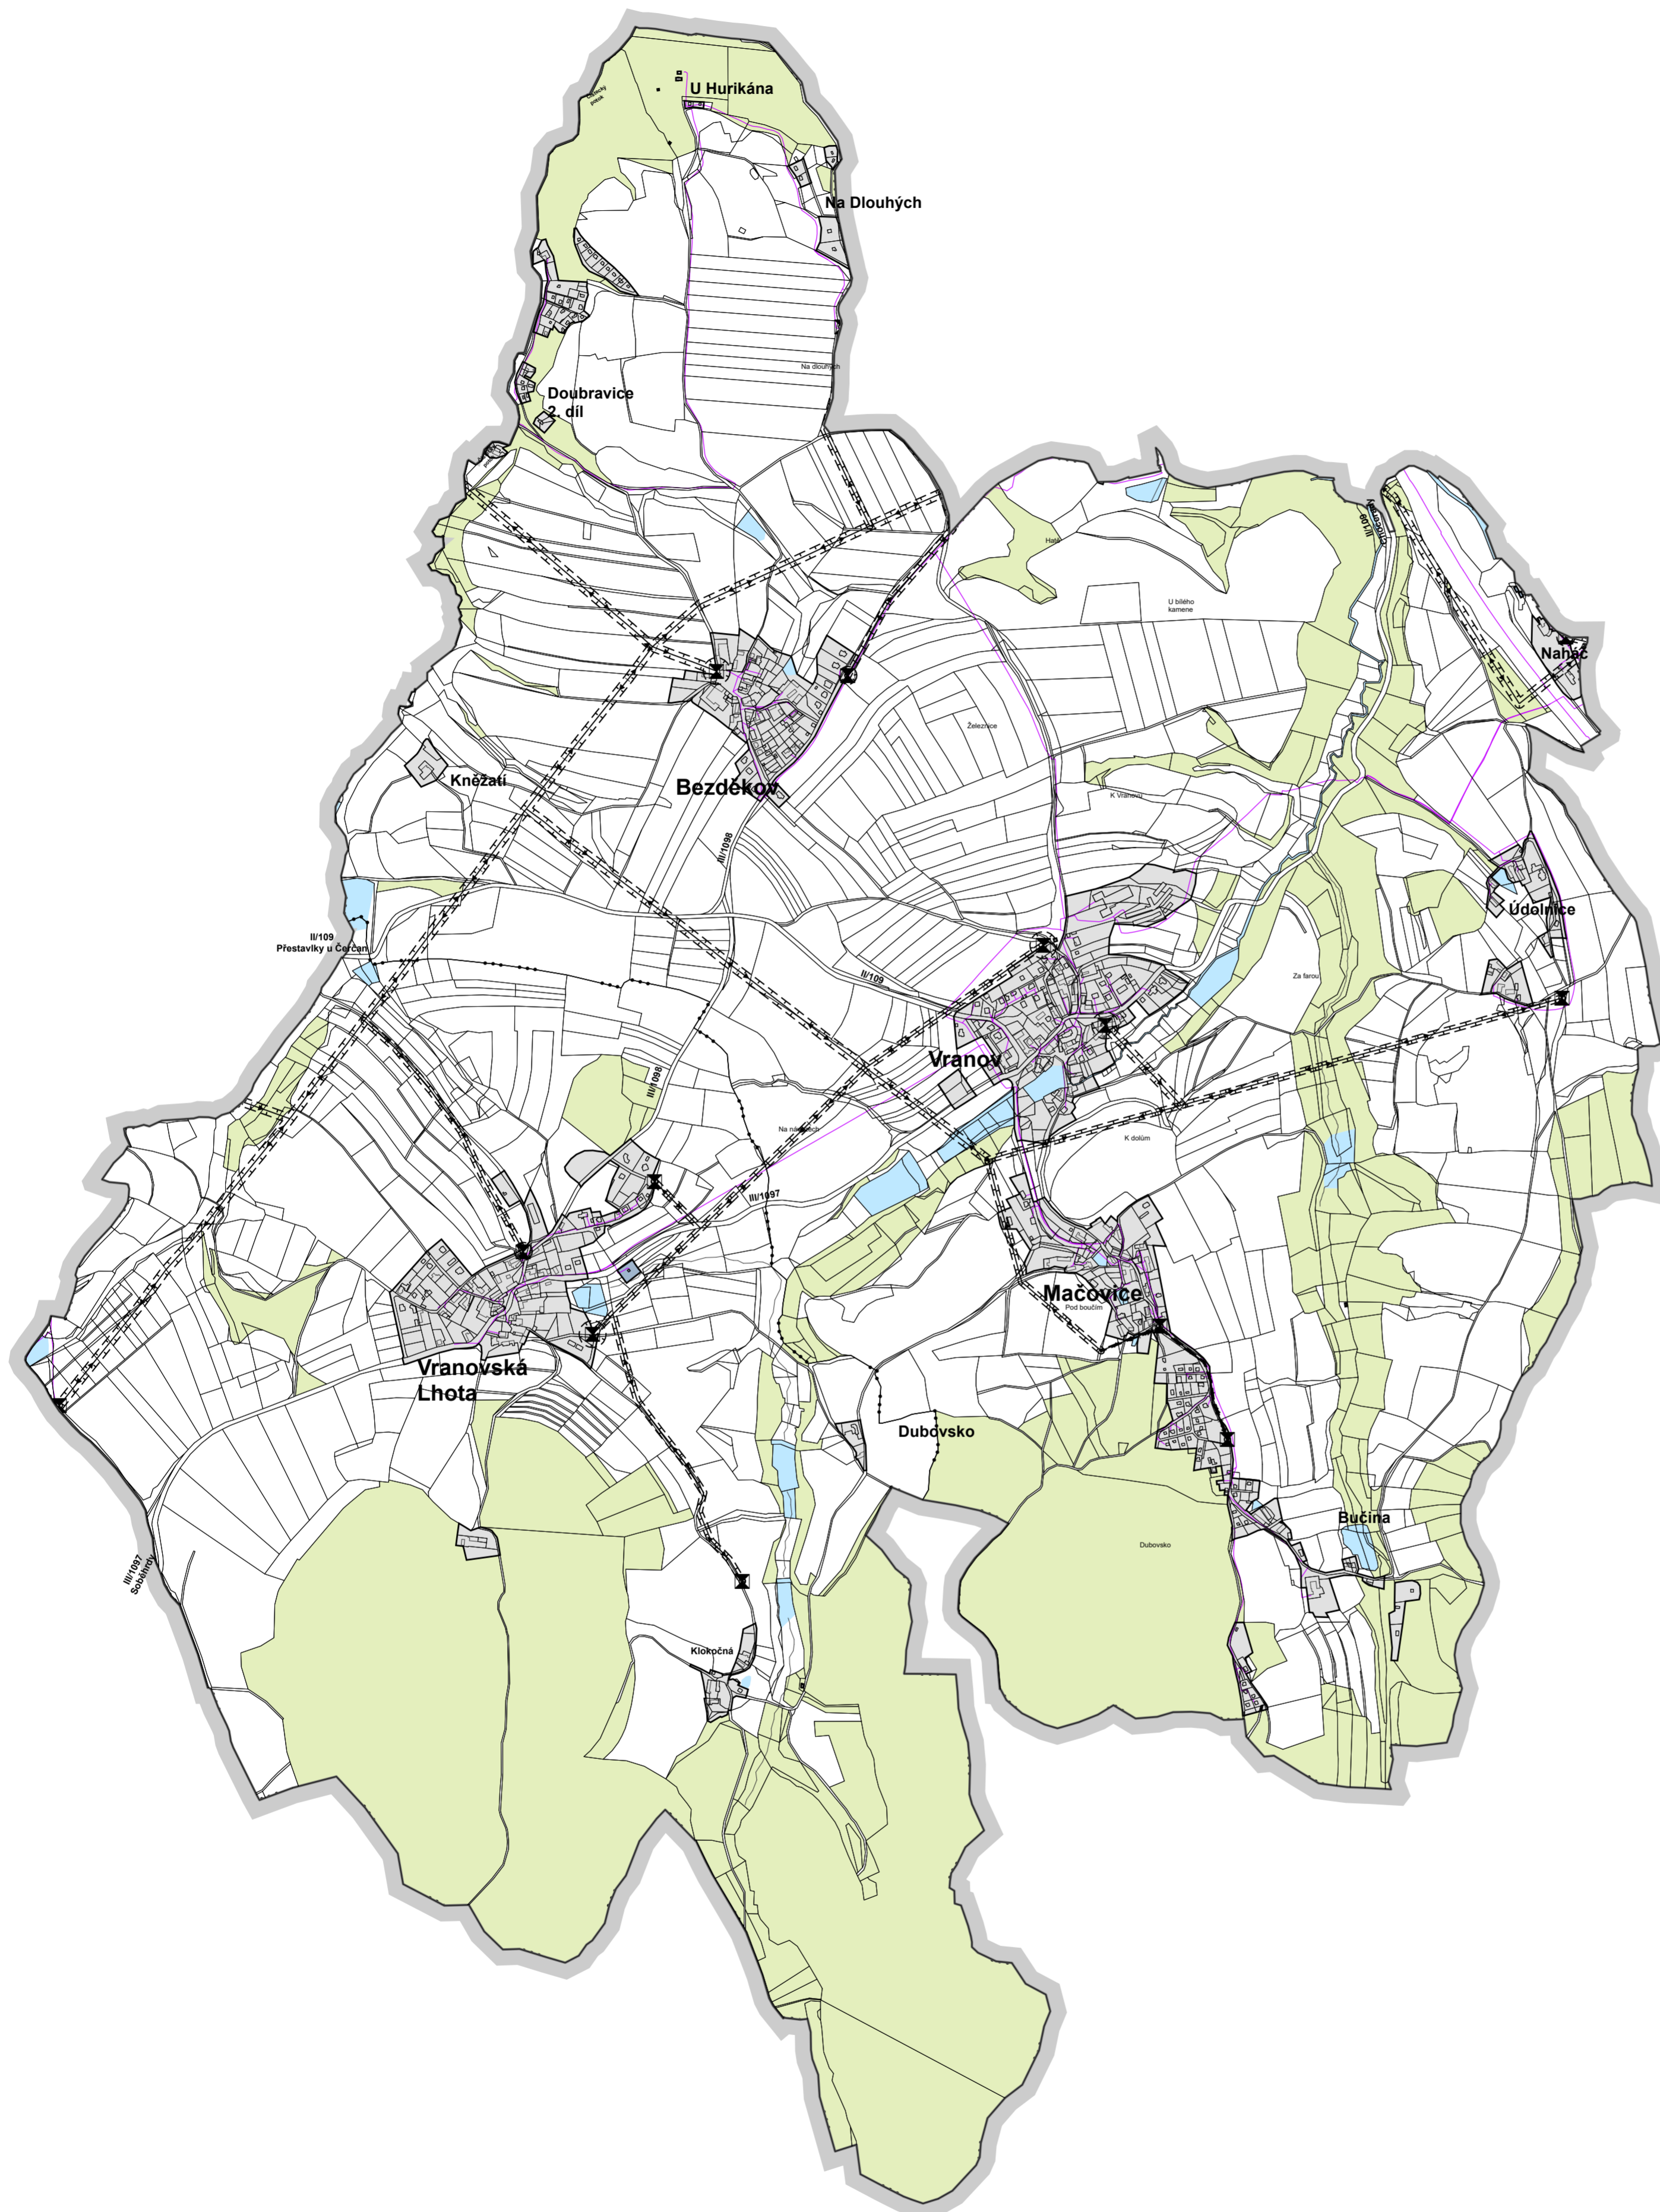 U Hurikána
Na Dlouhých
Na dlouhých
Doubravice
2. díl
Hatě
III/109
U bílého
kamene
Naháč
Železnice
Kněžatí
Bezděkov
K Vranovu
III/1098
Údolnice
II/109
Přestavlky u Čerčan
II/109
Za farou
Vranov
III/1098
K dolům
III/1097
Mačovice
Pod boučím
Vranovská
Lhota
Dubovsko
Bučina
Dubovsko
III/1097
Soběhrdy
Klokočná